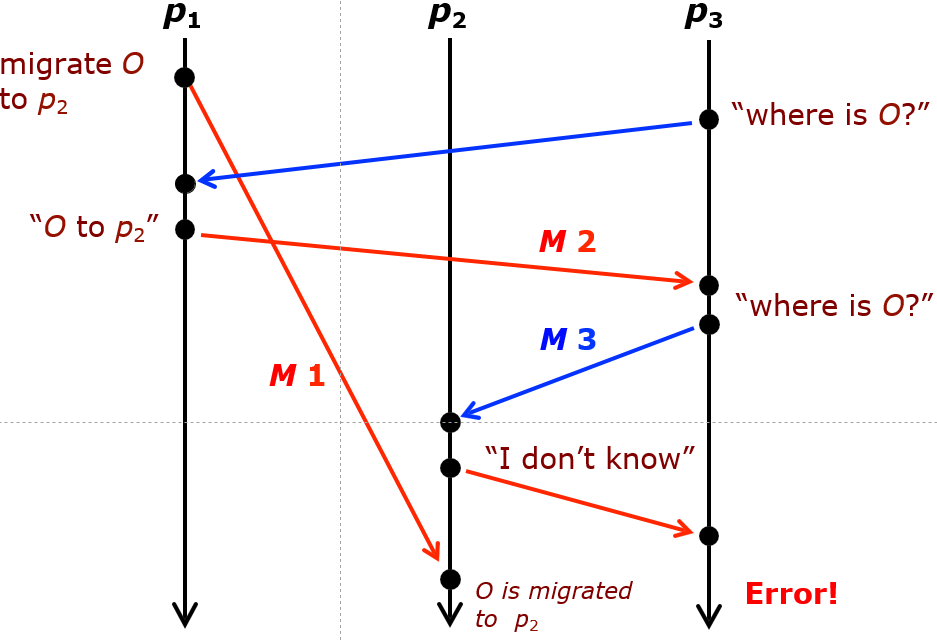 p1 p2 p3
migrate O
to p2
“where is O?”
“O to p2”
M 2
“where is O?”
M 3
M 1
“I don’t know”
O is migrated
to p2
Error!